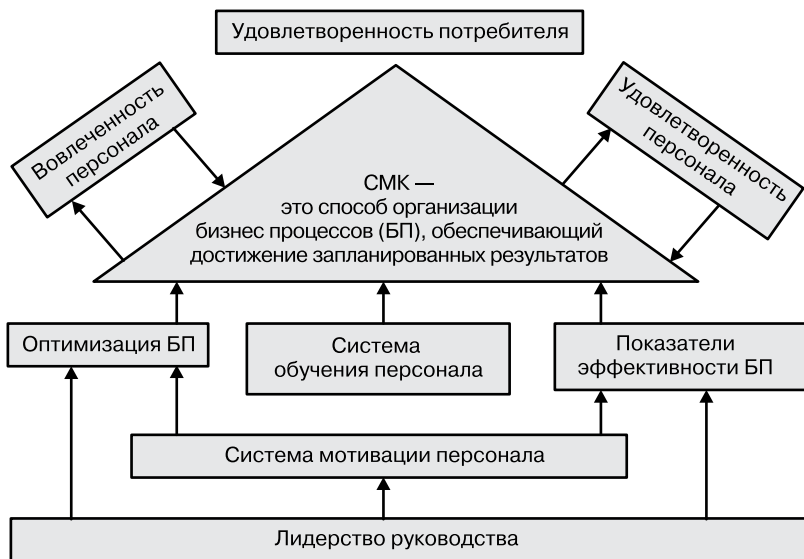 Удовлетворенность потребителя
Вовлеченность
персонала
Удовлетворенность
персонала
СМК —
это способ организации
бизнес процессов (БП), обеспечивающий
достижение запланированных результатов
Оптимизация БП
Система
обучения персонала
Показатели
эффективности БП
Система мотивации персонала
Лидерство руководства